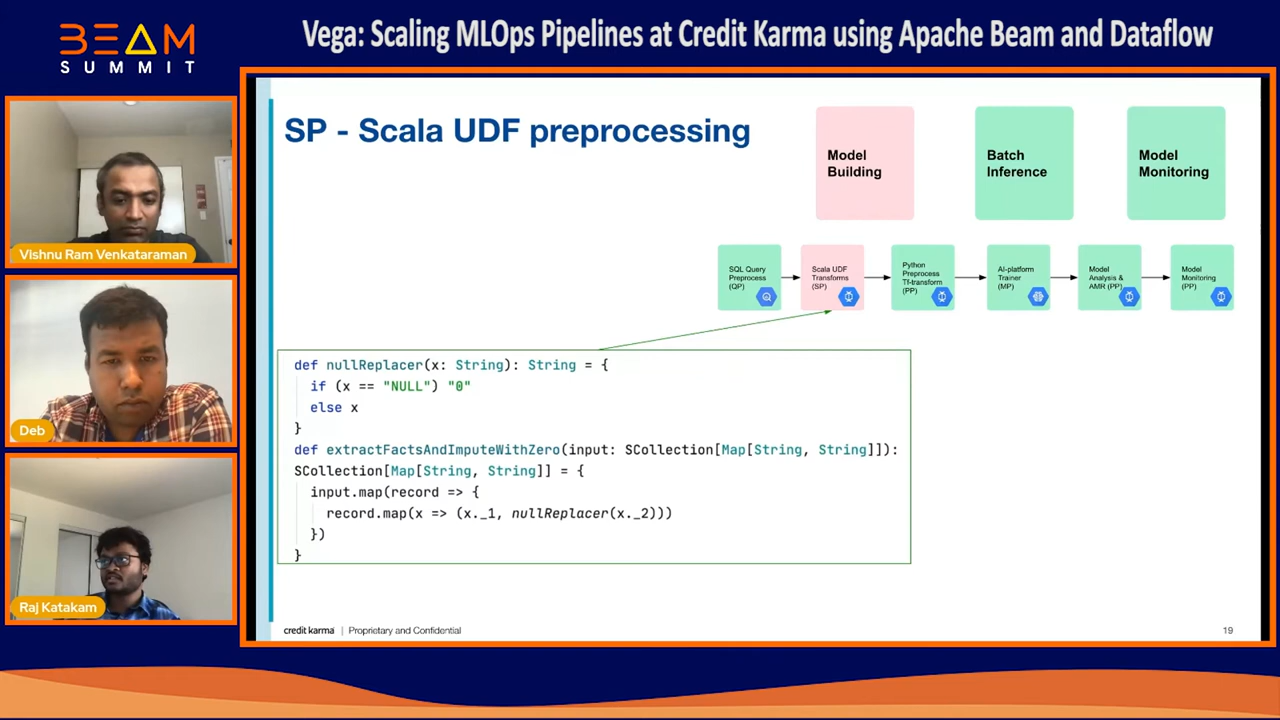 BEAM
SUMMIT
Vega: Scaling MLOps Pipelines at Credit Karma using Apache Beam and Dataflow
Vishnu Ram Venkataraman
Deb
Raj Katakam
SP - Scala UDF preprocessing
Model
Building
Batch
Inference
Model
Monitoring
SQL Query
Preprocess
(QP)
Scala UDF
Transforms
(SP)
Python
Preprocess
Tf-transform
(PP)
AI-platform
Trainer
(MP)
Model
Analysis &
AMR (PP)
Model
Monitoring
(PP)
def nullReplacer(x: String): String = {
if (x == "NULL") "0"
else x
}
def extractFactsAndImputeWithZero(input: SCollection[Map[String, String]]):
SCollection[Map[String, String]] = {
input.map(record => {
record.map(x => (x._1, nullReplacer(x._2)))
})
}
credit karma | Proprietary and Confidential
19